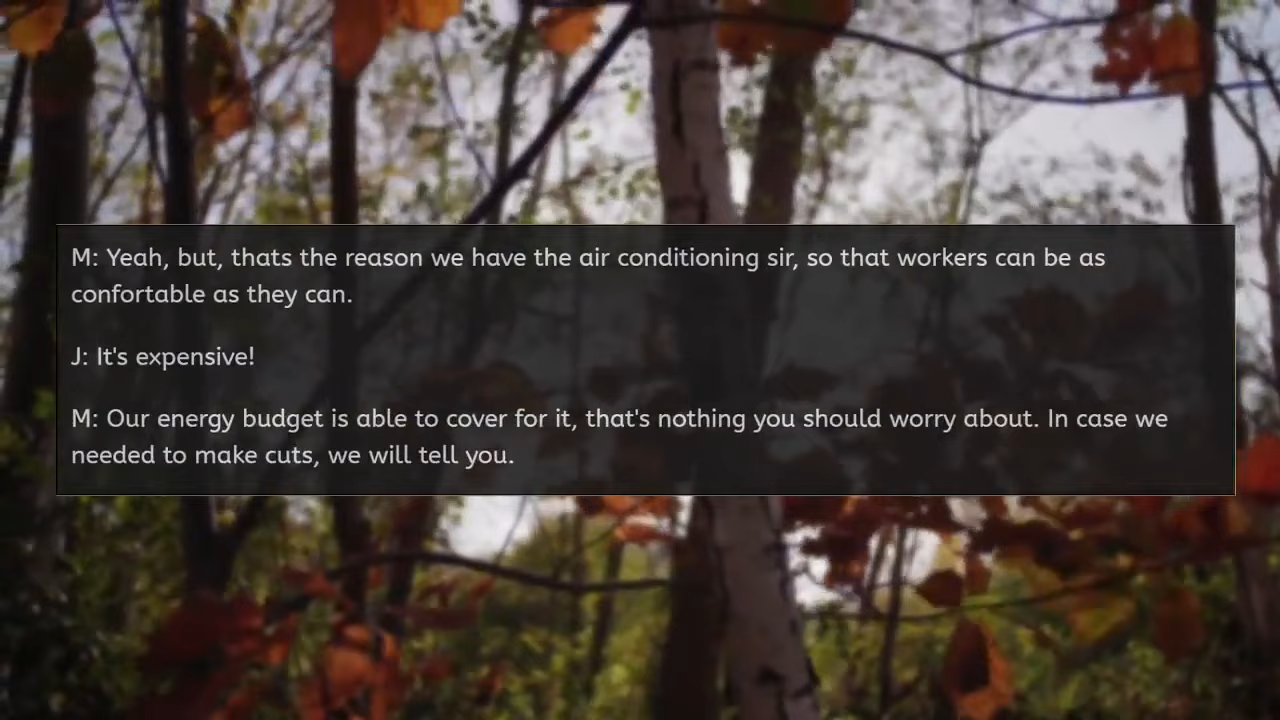 M: Yeah, but, thats the reason we have the air conditioning sir, so that workers can be as
confortable as they can.
J: It's expensive!
M: Our energy budget is able to cover for it, that's nothing you should worry about. In case we
needed to make cuts, we will tell you.